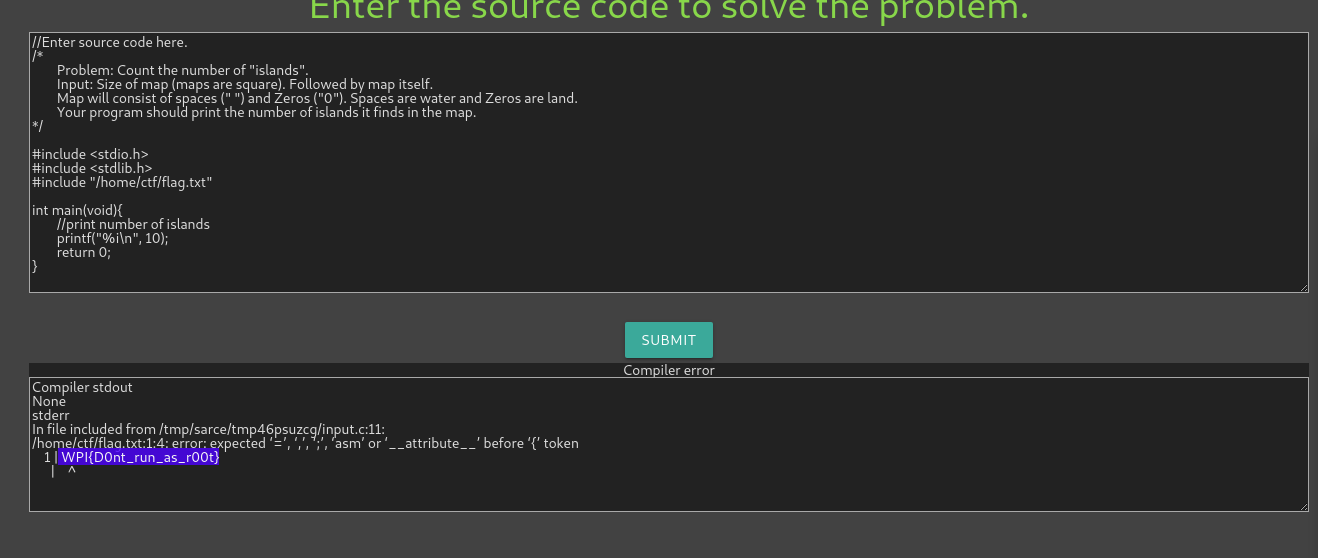 Enter the source code to solve the problem.
//Enter source code here.
/*
Problem: Count the number of "islands".
Input: Size of map (maps are square). Followed by map itself.
Map will consist of spaces (" ") and Zeros ("0"). Spaces are water and Zeros are land.
Your program should print the number of islands it finds in the map.
*/
#include <stdio.h>
#include <stdlib.h>
#include "/home/ctf/flag.txt"
int main(void){
//print number of islands
printf("%i\n", 10);
return 0;
}
SUBMIT
Compiler error
Compiler stdout
None
stderr
In file included from /tmp/sarce/tmp46psuzcq/input.c:11:
/home/ctf/flag.txt:1:4: error: expected ‘=’, ‘,’, ‘;’, ‘asm’ or ‘__attribute__’ before ‘{’ token
1 | WPI{D0nt_run_as_r00t}
| ^